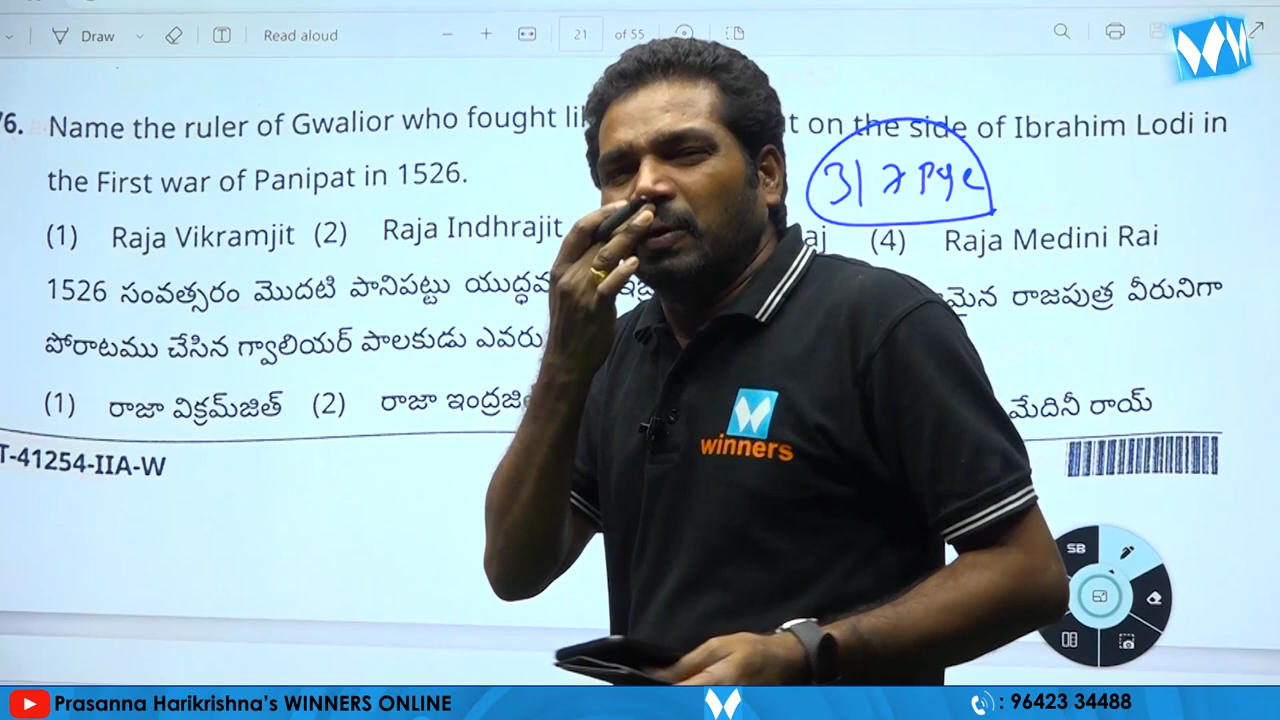 Draw
Read aloud
21 of 55
76. Name the ruler of Gwalior who fought on the side of Ibrahim Lodi in
the First war of Panipat in 1526.
317 Page
(1) Raja Vikramjit (2) Raja Indhrajit (4) Raja Medini Rai
1526 సంవత్సరం మొదటి పానిపట్టు రాజపుత్ర వీరునిగా
పోరాటము చేసిన గ్వాలియర్ పాలకుడు ఎవరు
(1) రాజా విక్రమ్‌జిత్ (2) రాజా మేదినీ రాయ్
T-41254-IIA-W
winners
SB
Prasanna Harikrishna's WINNERS ONLINE
: 96423 34488